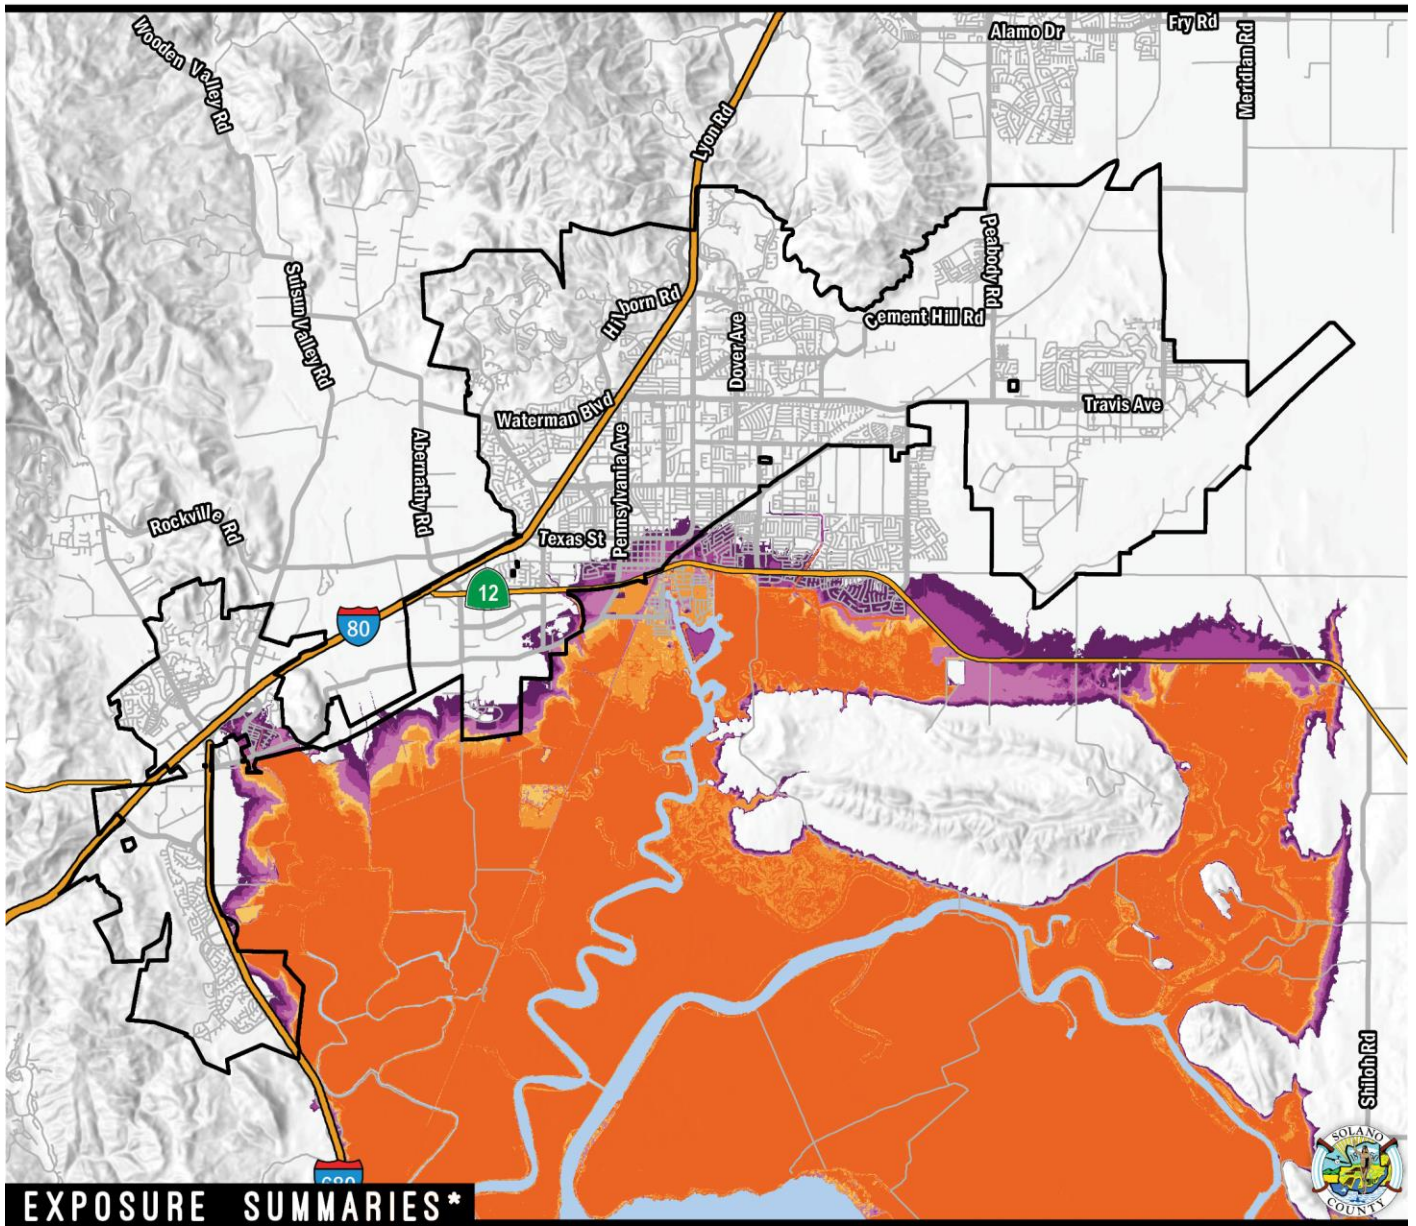 Wooden Valley Rd
Alamo Dr
Fry Rd
Meridian Rd
Lyon Rd
Suisun Valley Rd
Peabody Rd
Hilborn Rd
Cement Hill Rd
Dover Ave
Waterman Blvd
Travis Ave
Pennsylvania Ave
Abernathy Rd
Rockville Rd
Texas St
12
80
Shiloh Rd
680
SOLANO
COUNTY
EXPOSURE SUMMARIES*